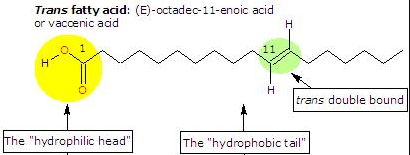 Trans fatty acid: (E)-octadec-11-enoic acid
or vaccenic acid
H
O
1
O
11
H
H
trans double bound
The "hydrophilic head"
The "hydrophobic tail"